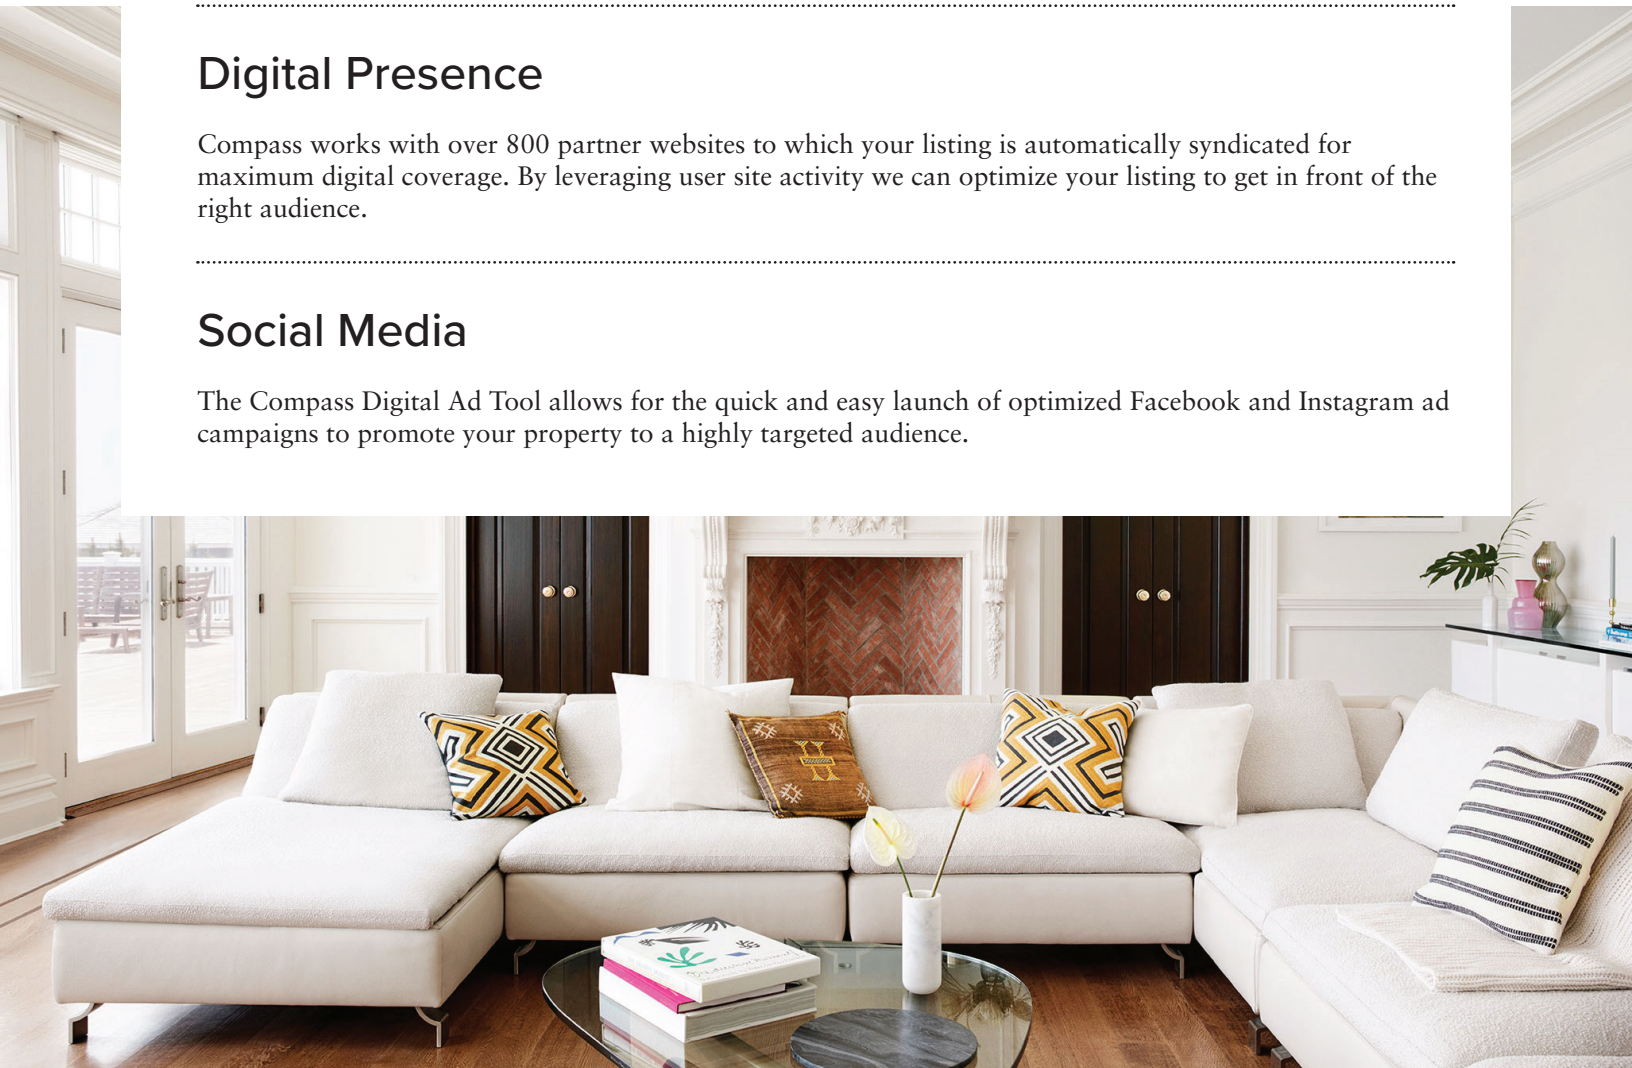 Digital Presence
Compass works with over 800 partner websites to which your listing is automatically syndicated for
maximum digital coverage. By leveraging user site activity we can optimize your listing to get in front of the
right audience.
Social Media
The Compass Digital Ad Tool allows for the quick and easy launch of optimized Facebook and Instagram ad
campaigns to promote your property to a highly targeted audience.